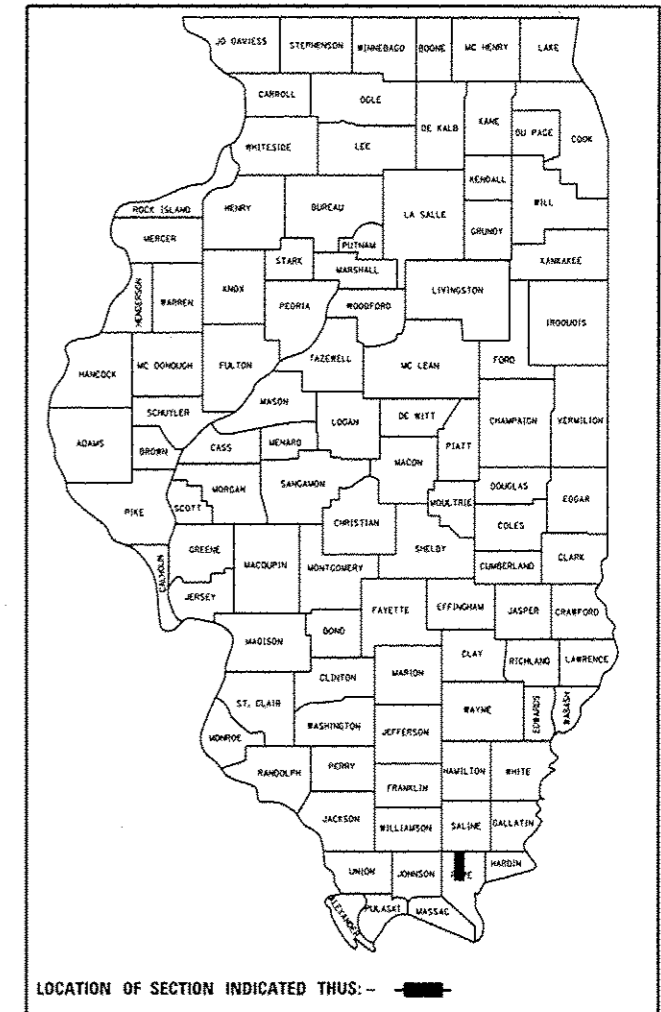 JO DAVIESS
STEPHENSON
WINNEBAGO
BOONE
MC HENRY
LAKE
CARROLL
OGLE
DE KALB
KANE
DU PAGE
COOK
WHITESIDE
LEE
KENDALL
WILL
ROCK ISLAND
HENRY
BUREAU
LA SALLE
GRUNDY
MERCER
PUTNAM
KANKAKEE
STARK
MARSHALL
HENDERSON
WARREN
KNOX
PEORIA
WOODFORD
LIVINGSTON
IROQUOIS
HANCOCK
MC DONOUGH
FULTON
TAZEWELL
MC LEAN
FORD
MASON
SCHUYLER
LOGAN
DE WITT
CHAMPAIGN
VERMILION
ADAMS
BROWN
CASS
MENARD
PIATT
MACON
PIKE
SCOTT
MORGAN
SANGAMON
MOULTRIE
DOUGLAS
EDGAR
CHRISTIAN
COLES
CALHOUN
GREENE
MACOUPIN
MONTGOMERY
SHELBY
CUMBERLAND
CLARK
JERSEY
FAYETTE
EFFINGHAM
JASPER
CRAWFORD
MADISON
BOND
CLAY
RICHLAND
LAWRENCE
CLINTON
MARION
ST. CLAIR
WAYNE
EDWARDS
WABASH
MONROE
WASHINGTON
JEFFERSON
RANDOLPH
PERRY
HAMILTON
WHITE
FRANKLIN
JACKSON
WILLIAMSON
SALINE
GALLATIN
UNION
JOHNSON
HARDIN
ALEXANDER
PULASKI
MASSAC
LOCATION OF SECTION INDICATED THUS: -